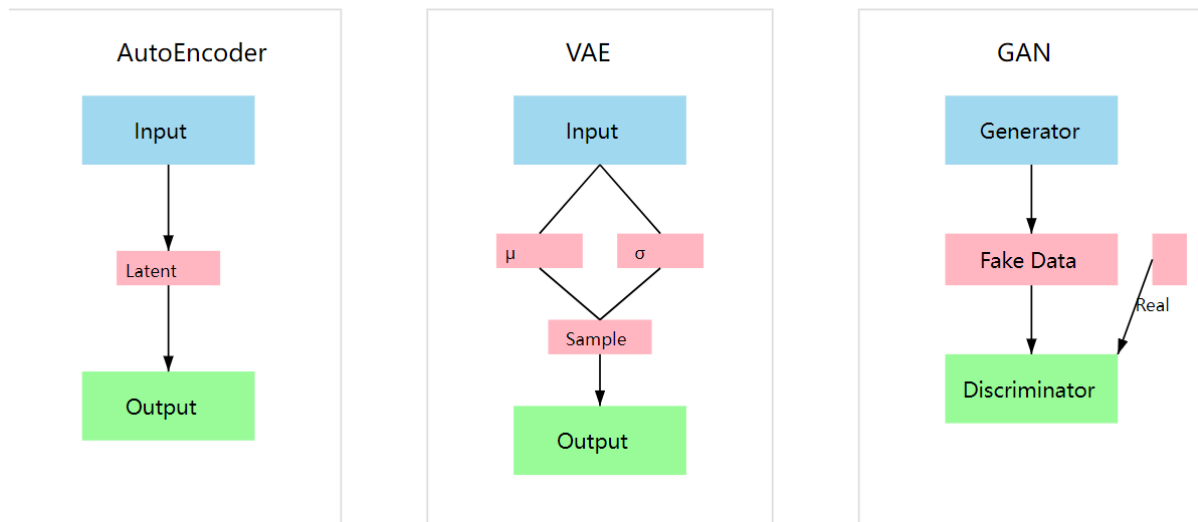 AutoEncoder
Input
Latent
Output
VAE
Input
μ
σ
Sample
Output
GAN
Generator
Fake Data
Real
Discriminator